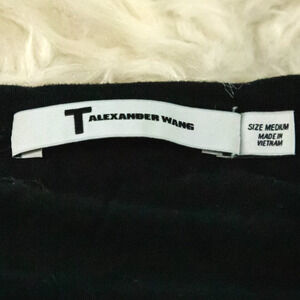 T ALEXANDER WANG
SIZE MEDIUM
MADE IN
VIETNAM